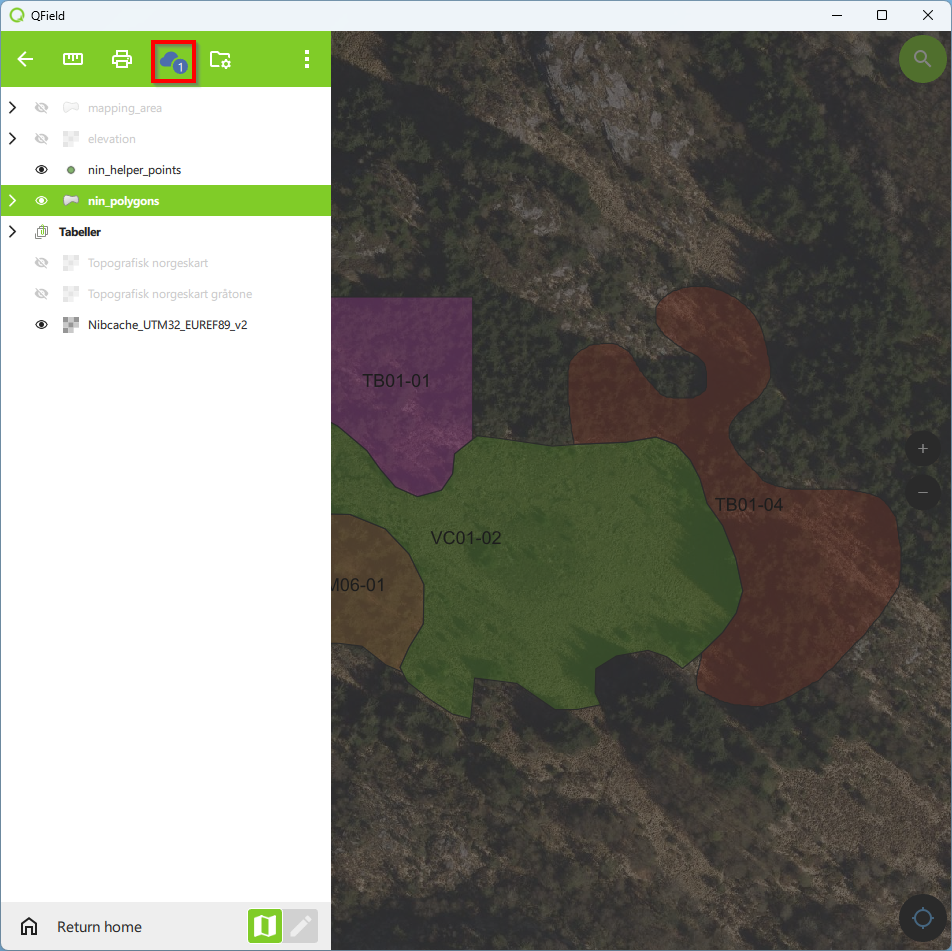 QField
1
mapping_area
elevation
nin_helper_points
nin_polygons
Tabeller
Topografisk norgeskart
Topografisk norgeskart gråtone
Nibcache_UTM32_EUREF89_v2
TB01-01
TB01-04
VC01-02
M06-01
Return home